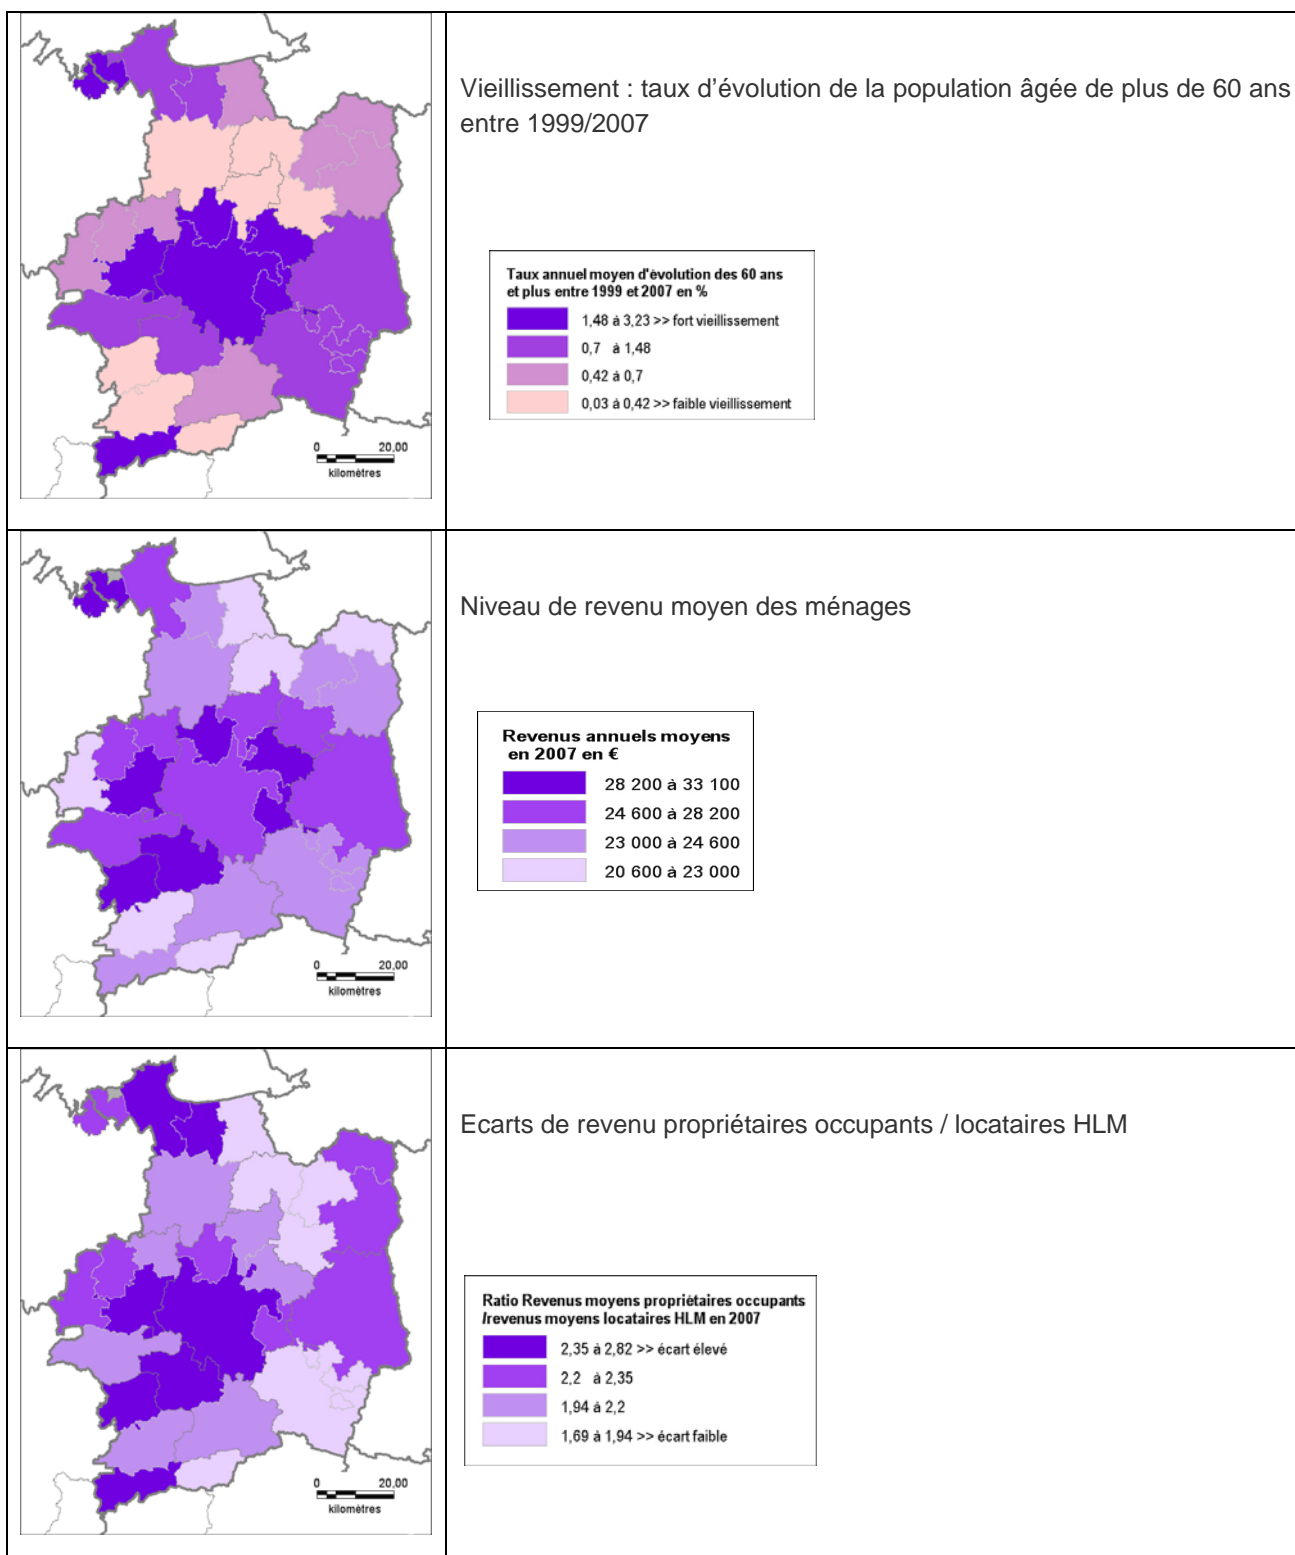 Vieillissement : taux d'évolution de la population âgée de plus de 60 ans
entre 1999/2007
Taux annuel moyen d'évolution des 60 ans
et plus entre 1999 et 2007 en %
1,48 à 3,23 >> fort vieillissement
0,7 à 1,48
0,42 à 0,7
0,03 à 0,42 >> faible vieillissement
0 20,00
kilomètres
Niveau de revenu moyen des ménages
Revenus annuels moyens
en 2007 en €
28 200 à 33 100
24 600 à 28 200
23 000 à 24 600
20 600 à 23 000
0 20,00
kilomètres
Ecarts de revenu propriétaires occupants / locataires HLM
Ratio Revenus moyens propriétaires occupants
/revenus moyens locataires HLM en 2007
2,35 à 2,82 >> écart élevé
2,2 à 2,35
1,94 à 2,2
1,69 à 1,94 >> écart faible
0 20,00
kilomètres